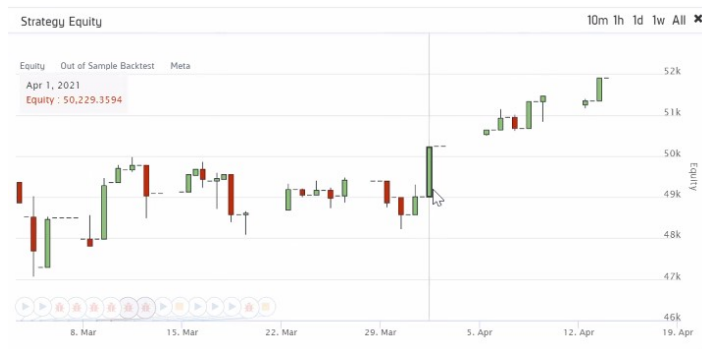 Strategy Equity
10m 1h 1d 1w All ×
Equity Out of Sample Backtest Meta
Apr 1, 2021
Equity : 50,229.3594
52k
51k
50k
49k
48k
47k
46k
Equity
8. Mar 15. Mar 22. Mar 29. Mar 5. Apr 12. Apr 19. Apr